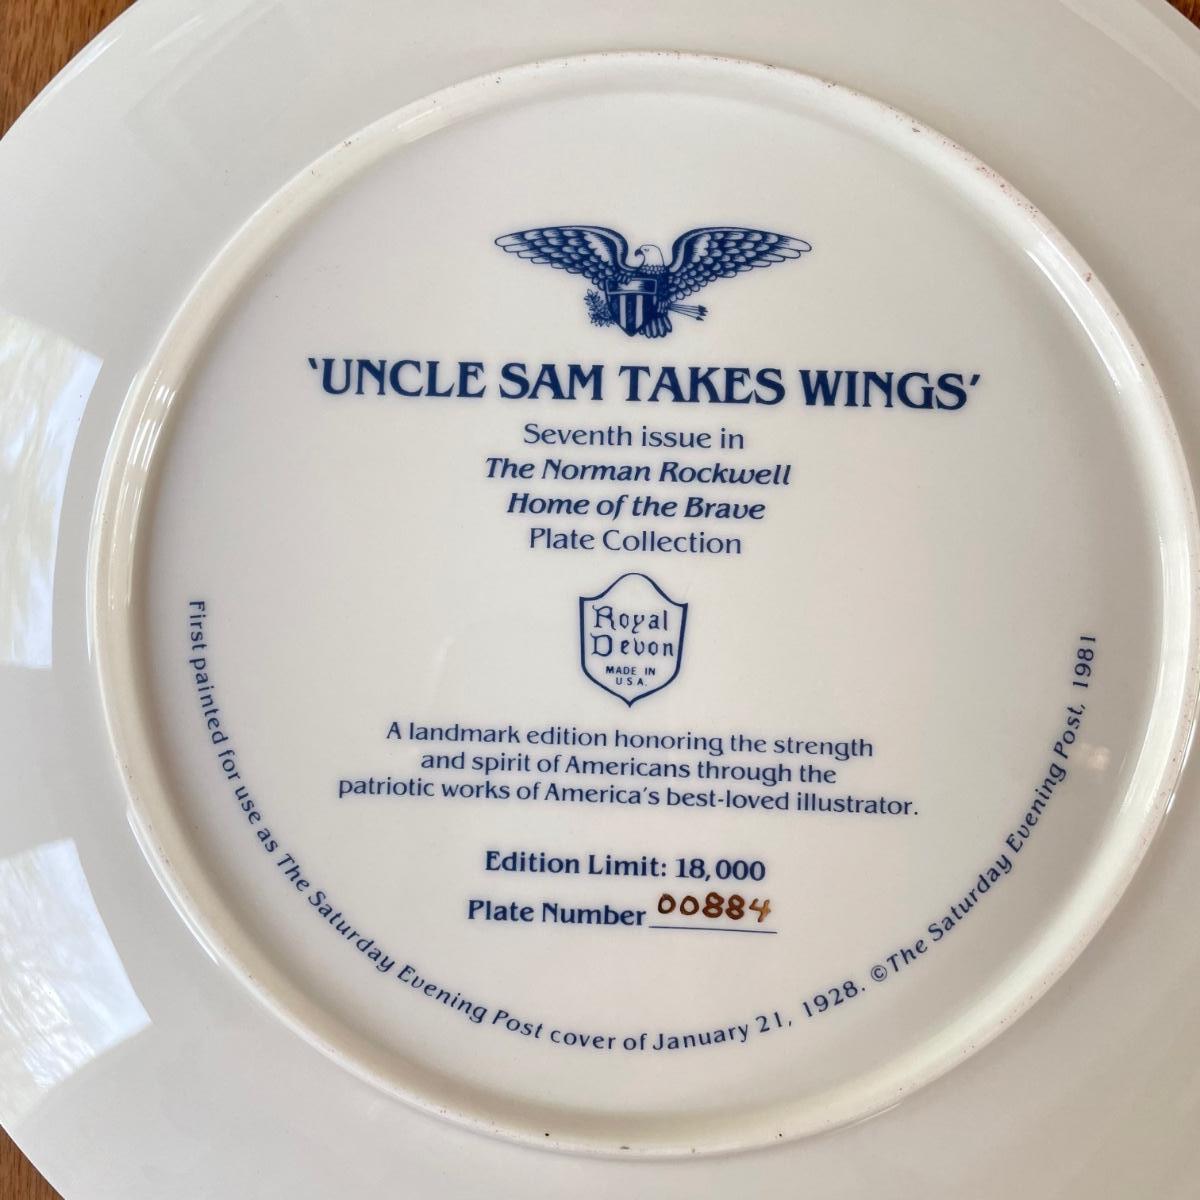 ‘UNCLE SAM TAKES WINGS’
Seventh issue in
The Norman Rockwell
Home of the Brave
Plate Collection
Royal
Devon
MADE IN
U.S.A.
A landmark edition honoring the strength
and spirit of Americans through the
patriotic works of America's best-loved illustrator.
Edition Limit: 18,000
Plate Number 00884
First painted for use as The Saturday Evening Post cover of January 21, 1928. ©The Saturday Evening Post, 1981